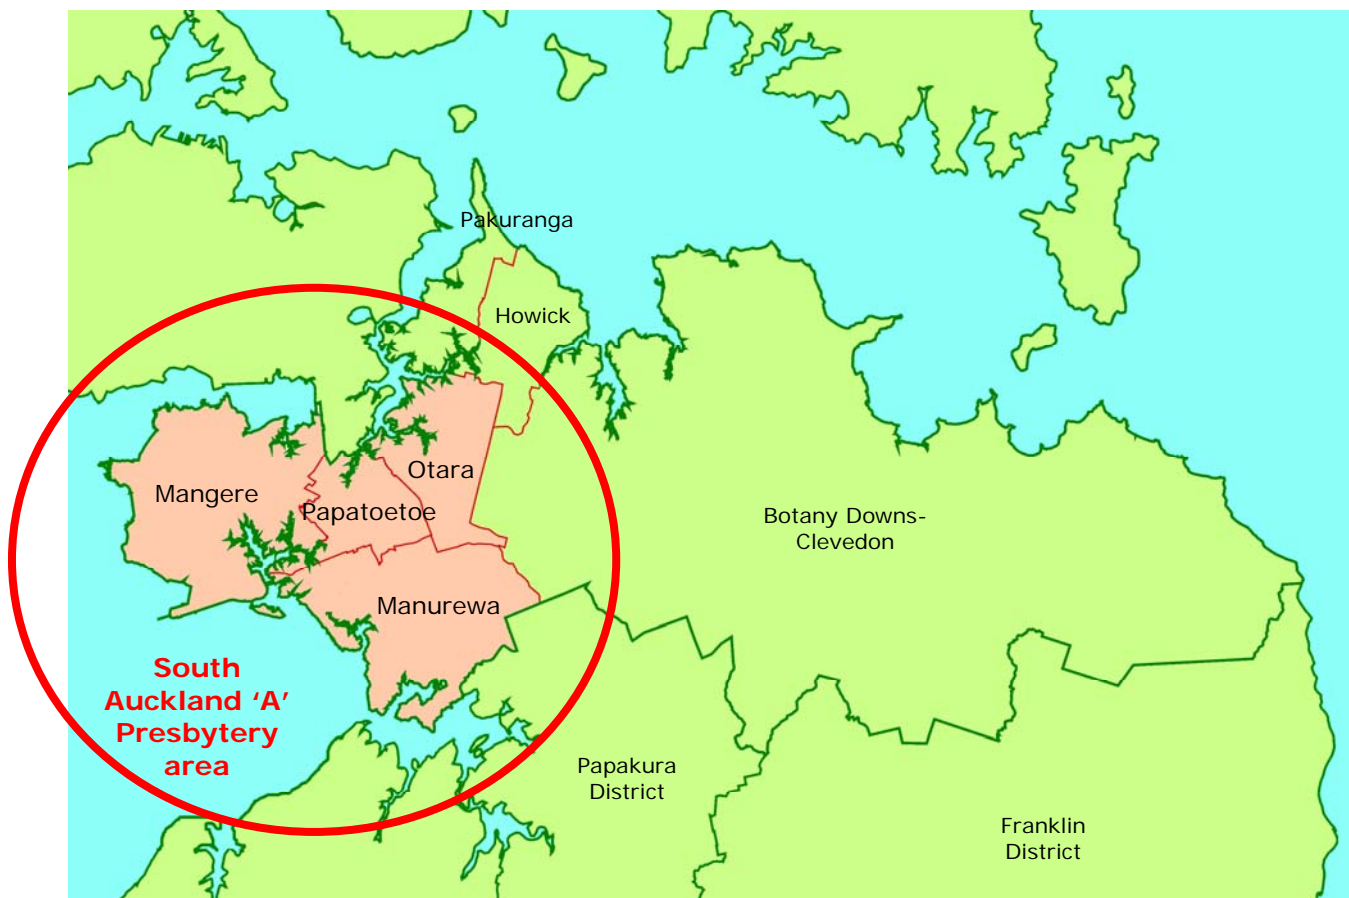 Pakuranga
Howick
Otara
Mangere
Papatoetoe
Botany Downs-
Clevedon
Manurewa
South
Auckland ‘A’
Presbytery
area
Papakura
District
Franklin
District